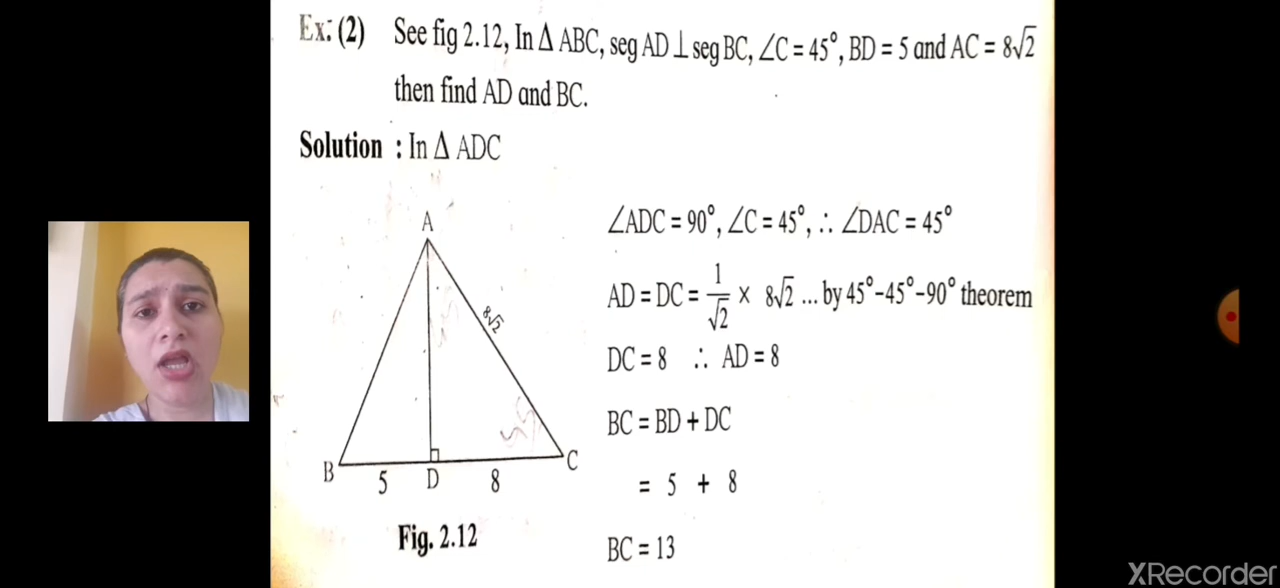 Ex: (2) See fig 2.12, In Δ ABC, seg AD ⊥ seg BC, ∠C = 45°, BD = 5 and AC = 8√2
then find AD and BC.
Solution : In Δ ADC
∠ADC = 90°, ∠C = 45°, ∴ ∠DAC = 45°
AD = DC = 1/√2 × 8√2 ... by 45°-45°-90° theorem
DC = 8 ∴ AD = 8
BC = BD + DC
= 5 + 8
BC = 13
A
8√2
B 5 D 8 C
Fig. 2.12
XRecorder